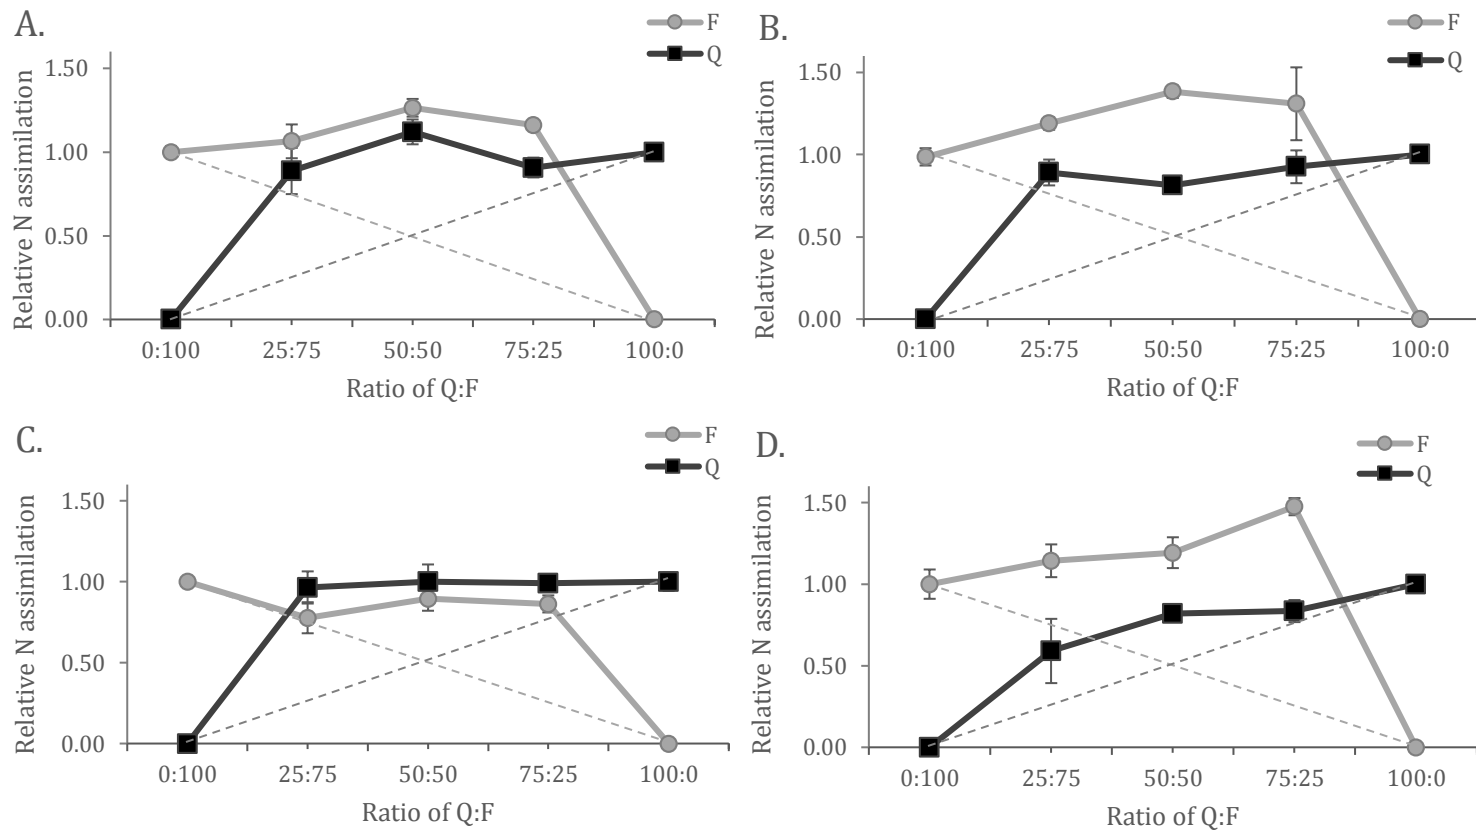 A.
F
Q
Relative N assimilation
1.50
1.00
0.50
0.00
0:100 25:75 50:50 75:25 100:0
Ratio of Q:F
B.
F
Q
Relative N assimilation
1.50
1.00
0.50
0.00
0:100 25:75 50:50 75:25 100:0
Ratio of Q:F
C.
F
Q
Relative N assimilation
1.50
1.00
0.50
0.00
0:100 25:75 50:50 75:25 100:0
Ratio of Q:F
D.
F
Q
Relative N assimilation
1.50
1.00
0.50
0.00
0:100 25:75 50:50 75:25 100:0
Ratio of Q:F